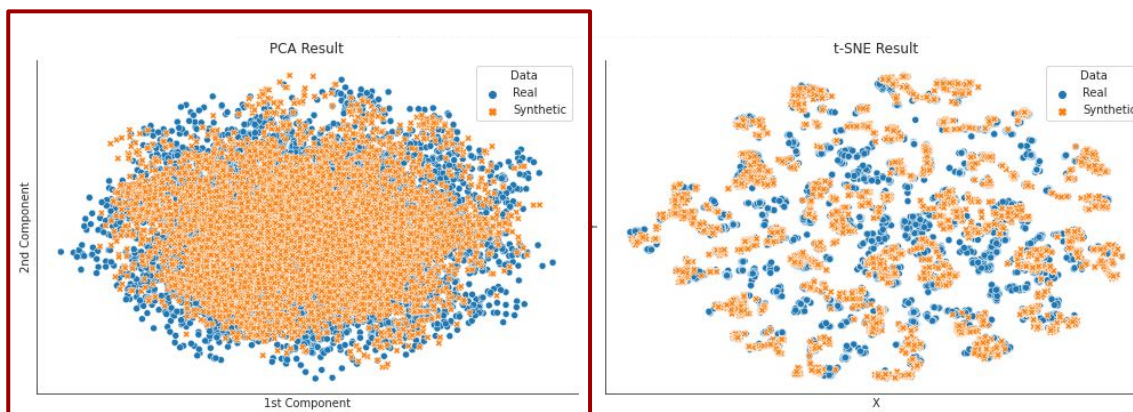 PCA Result
Data
Real
Synthetic
2nd Component
1st Component
t-SNE Result
Data
Real
Synthetic
X